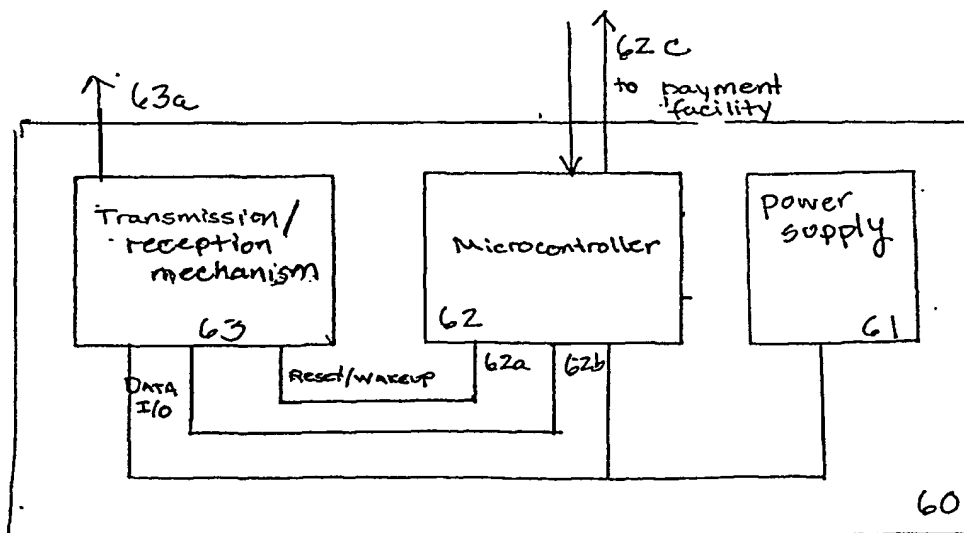 62c
to payment
facility
63a
Transmission/
reception
mechanism
63
Microcontroller
62
power
supply
61
DATA
I/O
Reset/Wakeup
62a
62b
60